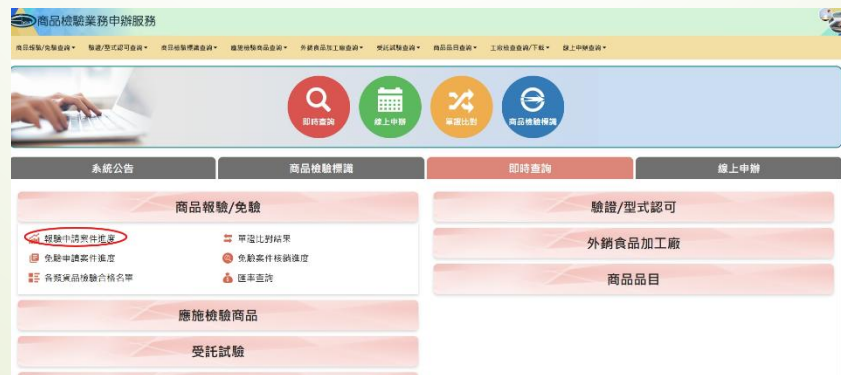 商品檢驗業務申辦服務
商品報驗/免驗查詢 驗證/型式認可查詢 商品檢驗標識查詢 應施檢驗商品查詢 外銷食品加工廠查詢 受託試驗查詢 商品品目查詢 工廠檢查查詢/下載 線上申辦查詢
即時查詢 線上申辦 單證比對 商品檢驗標識
系統公告 商品檢驗標識 即時查詢 線上申辦
商品報驗/免驗 驗證/型式認可
報驗申請案件進度 單證比對結果
外銷食品加工廠
免驗申請案件進度 免驗案件核銷進度
各類貨品檢驗合格名單 匯率查詢
商品品目
應施檢驗商品
受託試驗